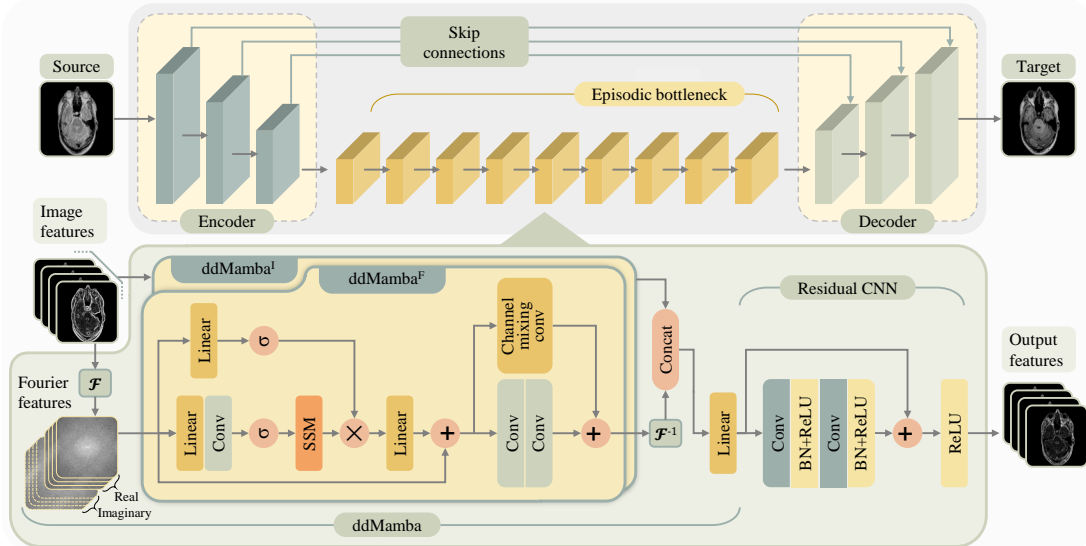 Skip
connections
Source
Target
Episodic bottleneck
Encoder
Decoder
Image
features
ddMamba^I
ddMamba^F
Residual CNN
Linear
σ
Channel
mixing
conv
Concat
Output
features
𝓕
Fourier
features
Linear
Conv
σ
SSM
×
Linear
+
Conv
Conv
+
𝓕^-1
Linear
Conv
BN+ReLU
Conv
BN+ReLU
+
ReLU
Real
Imaginary
ddMamba